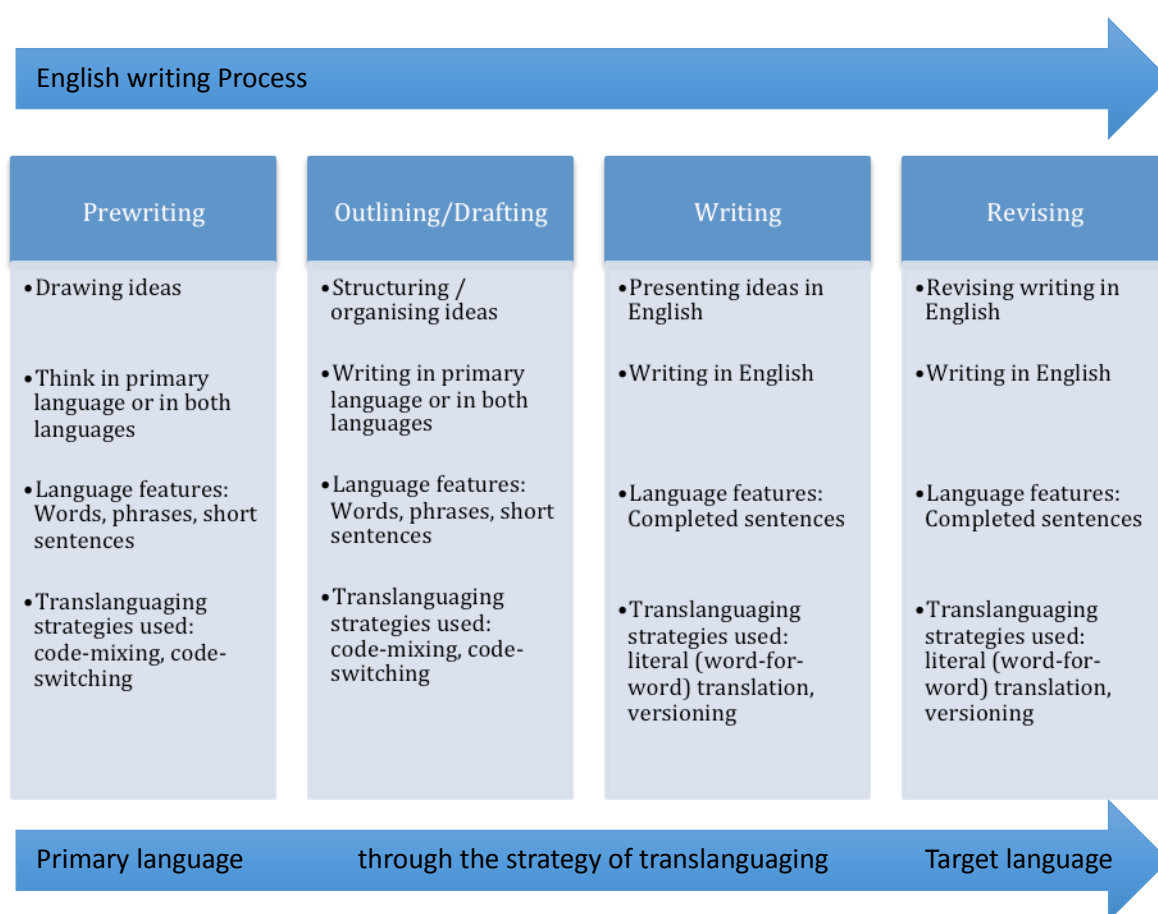 English writing Process
Prewriting
•Drawing ideas
•Think in primary
language or in both
languages
•Language features:
Words, phrases, short
sentences
•Translanguaging
strategies used:
code-mixing, code-
switching
Outlining/Drafting
•Structuring /
organising ideas
•Writing in primary
language or in both
languages
•Language features:
Words, phrases, short
sentences
•Translanguaging
strategies used:
code-mixing, code-
switching
Writing
•Presenting ideas in
English
•Writing in English
•Language features:
Completed sentences
•Translanguaging
strategies used:
literal (word-for-
word) translation,
versioning
Revising
•Revising writing in
English
•Writing in English
•Language features:
Completed sentences
•Translanguaging
strategies used:
literal (word-for-
word) translation,
versioning
Primary language through the strategy of translanguaging Target language